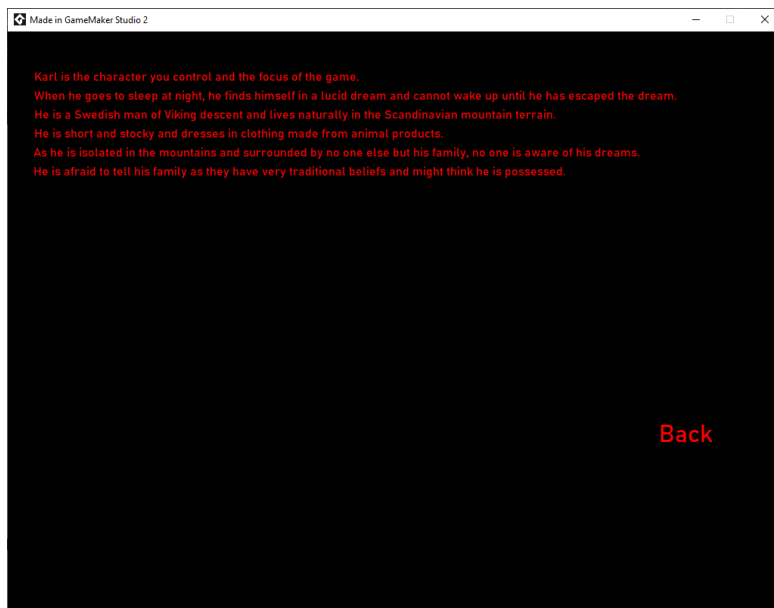 Made in GameMaker Studio 2
Karl is the character you control and the focus of the game.
When he goes to sleep at night, he finds himself in a lucid dream and cannot wake up until he has escaped the dream.
He is a Swedish man of Viking descent and lives naturally in the Scandinavian mountain terrain.
He is short and stocky and dresses in clothing made from animal products.
As he is isolated in the mountains and surrounded by no one else but his family, no one is aware of his dreams.
He is afraid to tell his family as they have very traditional beliefs and might think he is possessed.
Back